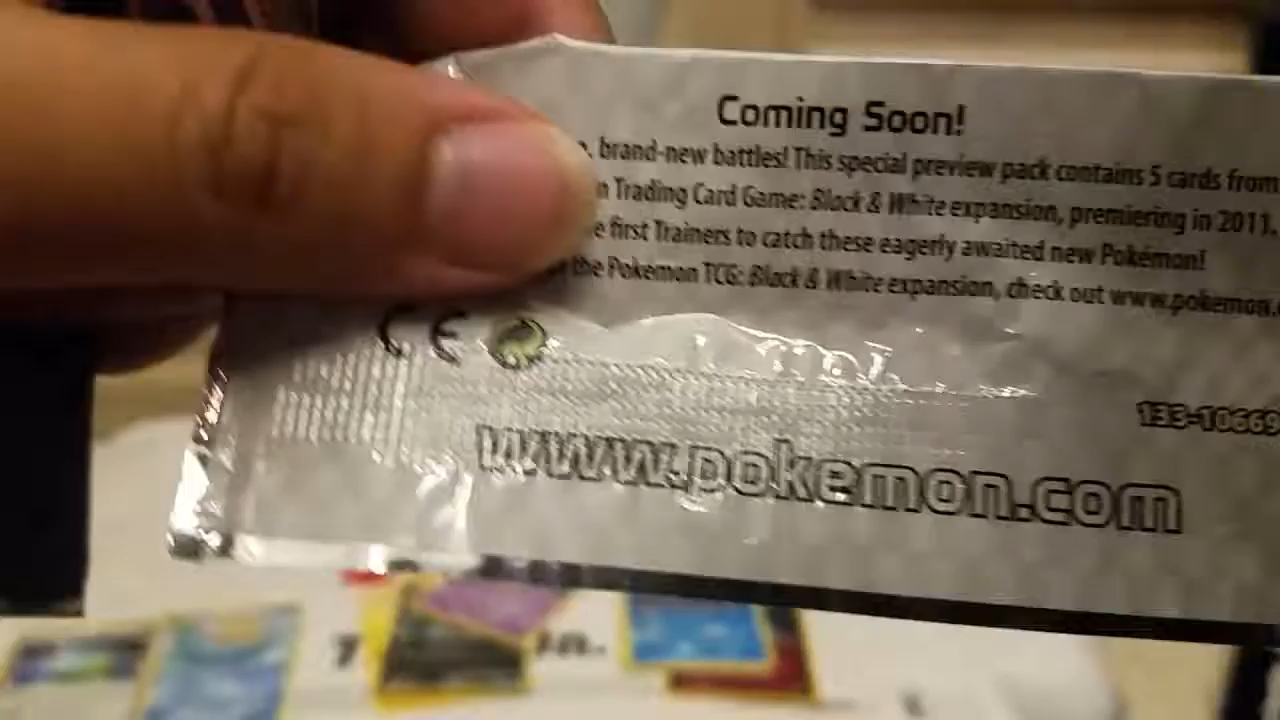 Coming Soon!
brand-new battles! This special preview pack contains 5 cards from
n Trading Card Game: Black & White expansion, premiering in 2011.
e first Trainers to catch these eagerly awaited new Pokémon!
the Pokemon TCG: Black & White expansion, check out www.pokemon.
CE
133-10669
www.pokemon.com